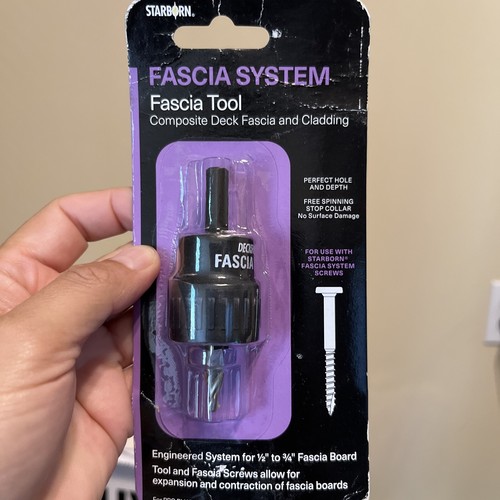 STARBORN®
FASCIA SYSTEM
Fascia Tool
Composite Deck Fascia and Cladding
PERFECT HOLE
AND DEPTH
FREE SPINNING
STOP COLLAR
No Surface Damage
FASCIA
FOR USE WITH
STARBORN®
FASCIA SYSTEM
SCREWS
Engineered System for ½" to ¾" Fascia Board
Tool and Fascia Screws allow for
expansion and contraction of fascia boards